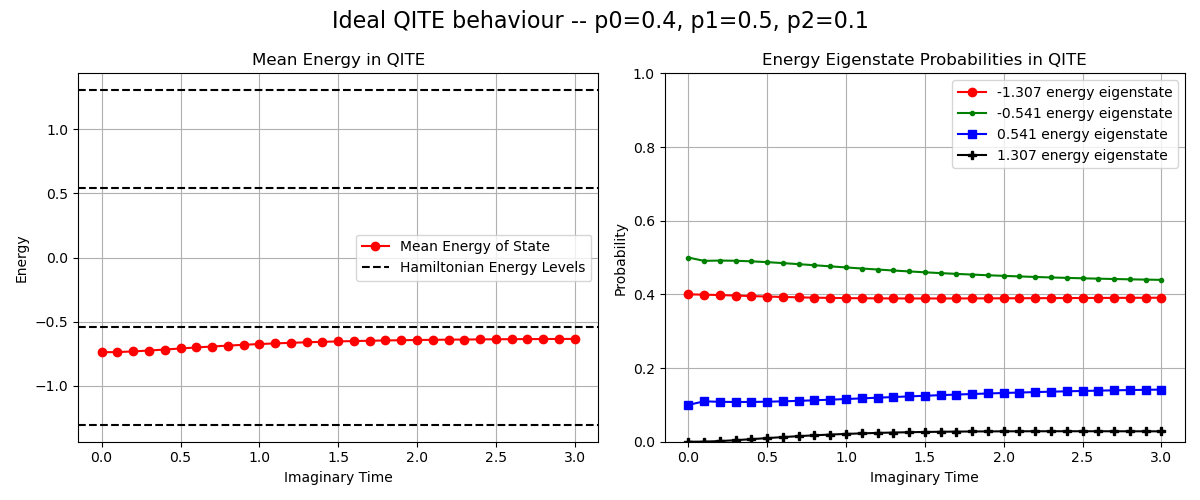 Ideal QITE behaviour -- p0=0.4, p1=0.5, p2=0.1
Mean Energy in QITE
Energy
1.0
0.5
0.0
−0.5
−1.0
Mean Energy of State
Hamiltonian Energy Levels
0.0 0.5 1.0 1.5 2.0 2.5 3.0
Imaginary Time
Energy Eigenstate Probabilities in QITE
Probability
1.0
0.8
0.6
0.4
0.2
0.0
-1.307 energy eigenstate
-0.541 energy eigenstate
0.541 energy eigenstate
1.307 energy eigenstate
0.0 0.5 1.0 1.5 2.0 2.5 3.0
Imaginary Time